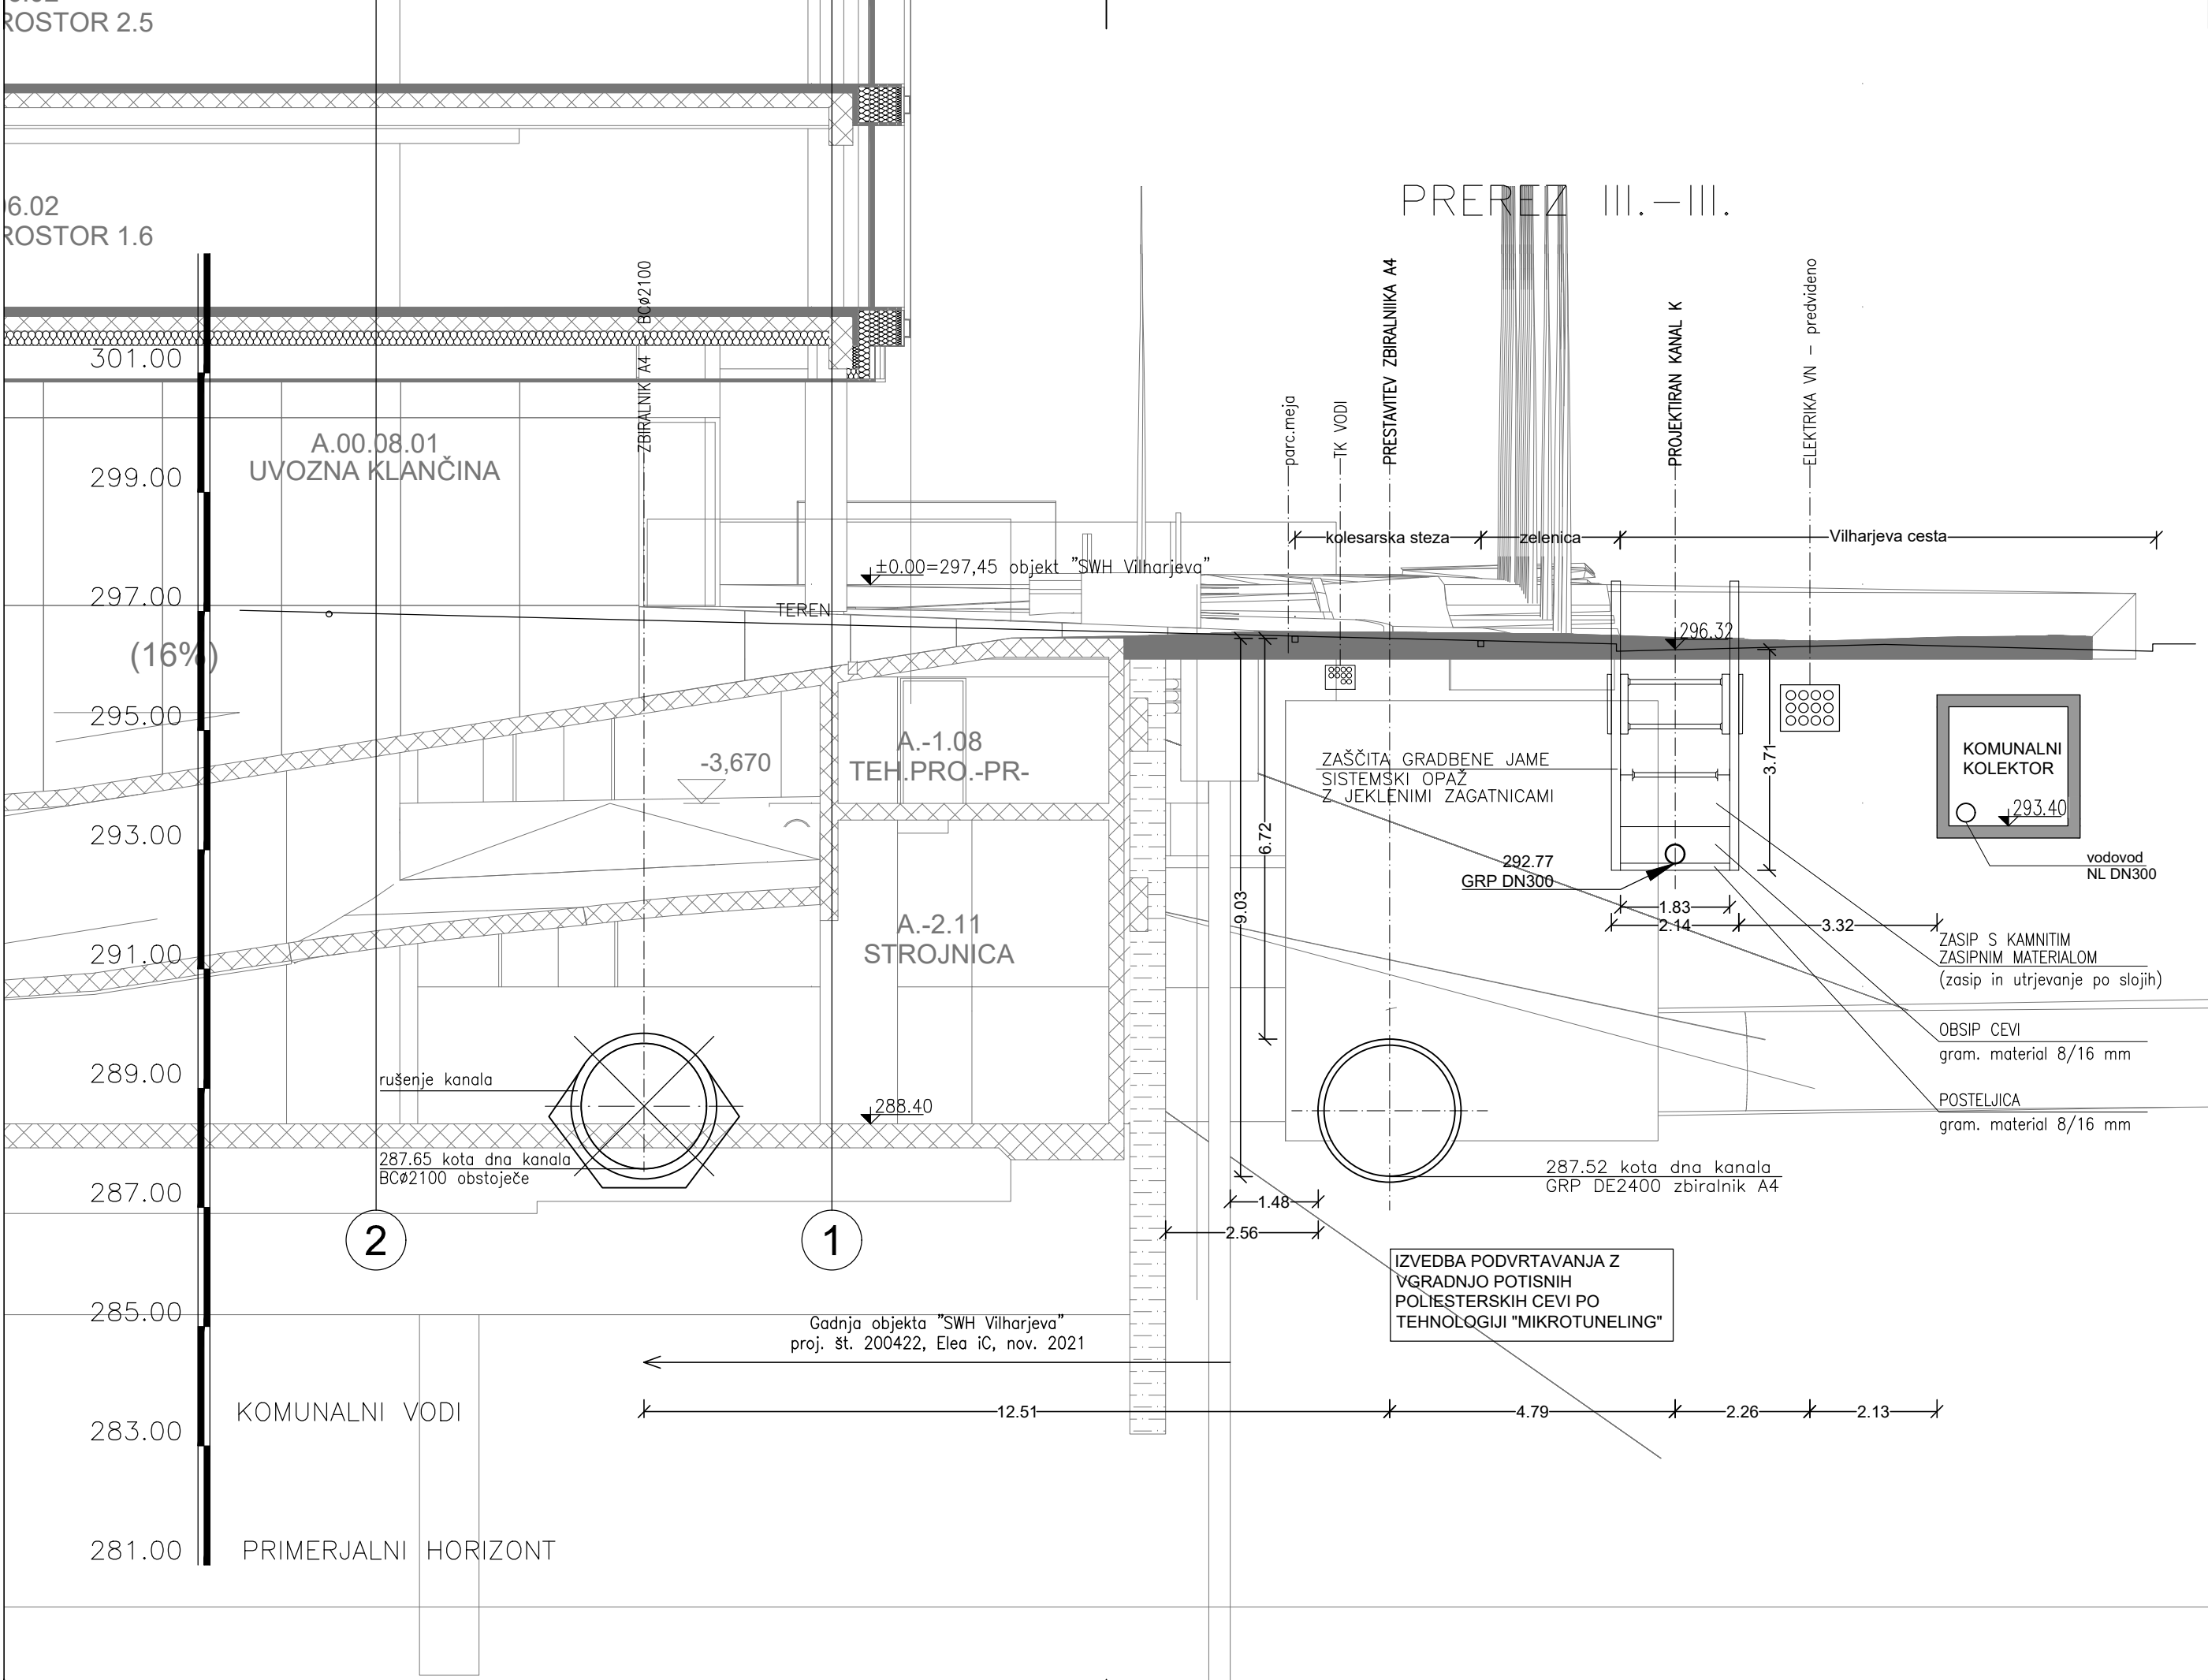 ROSTOR 2.5
06.02
ROSTOR 1.6
PREREZ III.-III.
ZBIRALNIK A4 - BCø2100
parc.meja
TK VODI
PRESTAVITEV ZBIRALNIKA A4
PROJEKTIRAN KANAL K
ELEKTRIKA VN - predvideno
301.00
299.00
297.00
295.00
293.00
291.00
289.00
287.00
285.00
283.00
281.00
A.00.08.01
UVOZNA KLANČINA
(16%)
kolesarska steza
zelenica
Vilharjeva cesta
±0.00=297,45 objekt "SWH Vilharjeva"
TEREN
296.32
-3,670
A.-1.08
TEH.PRO.-PR-
A.-2.11
STROJNICA
ZAŠČITA GRADBENE JAME
SISTEMSKI OPAŽ
Z JEKLENIMI ZAGATNICAMI
KOMUNALNI
KOLEKTOR
293.40
vodovod
NL DN300
3.71
6.72
9.03
292.77
GRP DN300
1.83
2.14
3.32
ZASIP S KAMNITIM
ZASIPNIM MATERIALOM
(zasip in utrjevanje po slojih)
OBSIP CEVI
gram. material 8/16 mm
POSTELJICA
gram. material 8/16 mm
rušenje kanala
288.40
287.65 kota dna kanala
BCø2100 obstoječe
287.52 kota dna kanala
GRP DE2400 zbiralnik A4
1.48
2.56
2
1
IZVEDBA PODVRTAVANJA Z
VGRADNJO POTISNIH
POLIESTERSKIH CEVI PO
TEHNOLOGIJI "MIKROTUNELING"
Gadnja objekta "SWH Vilharjeva"
proj. št. 200422, Elea iC, nov. 2021
12.51
4.79
2.26
2.13
KOMUNALNI VODI
PRIMERJALNI HORIZONT